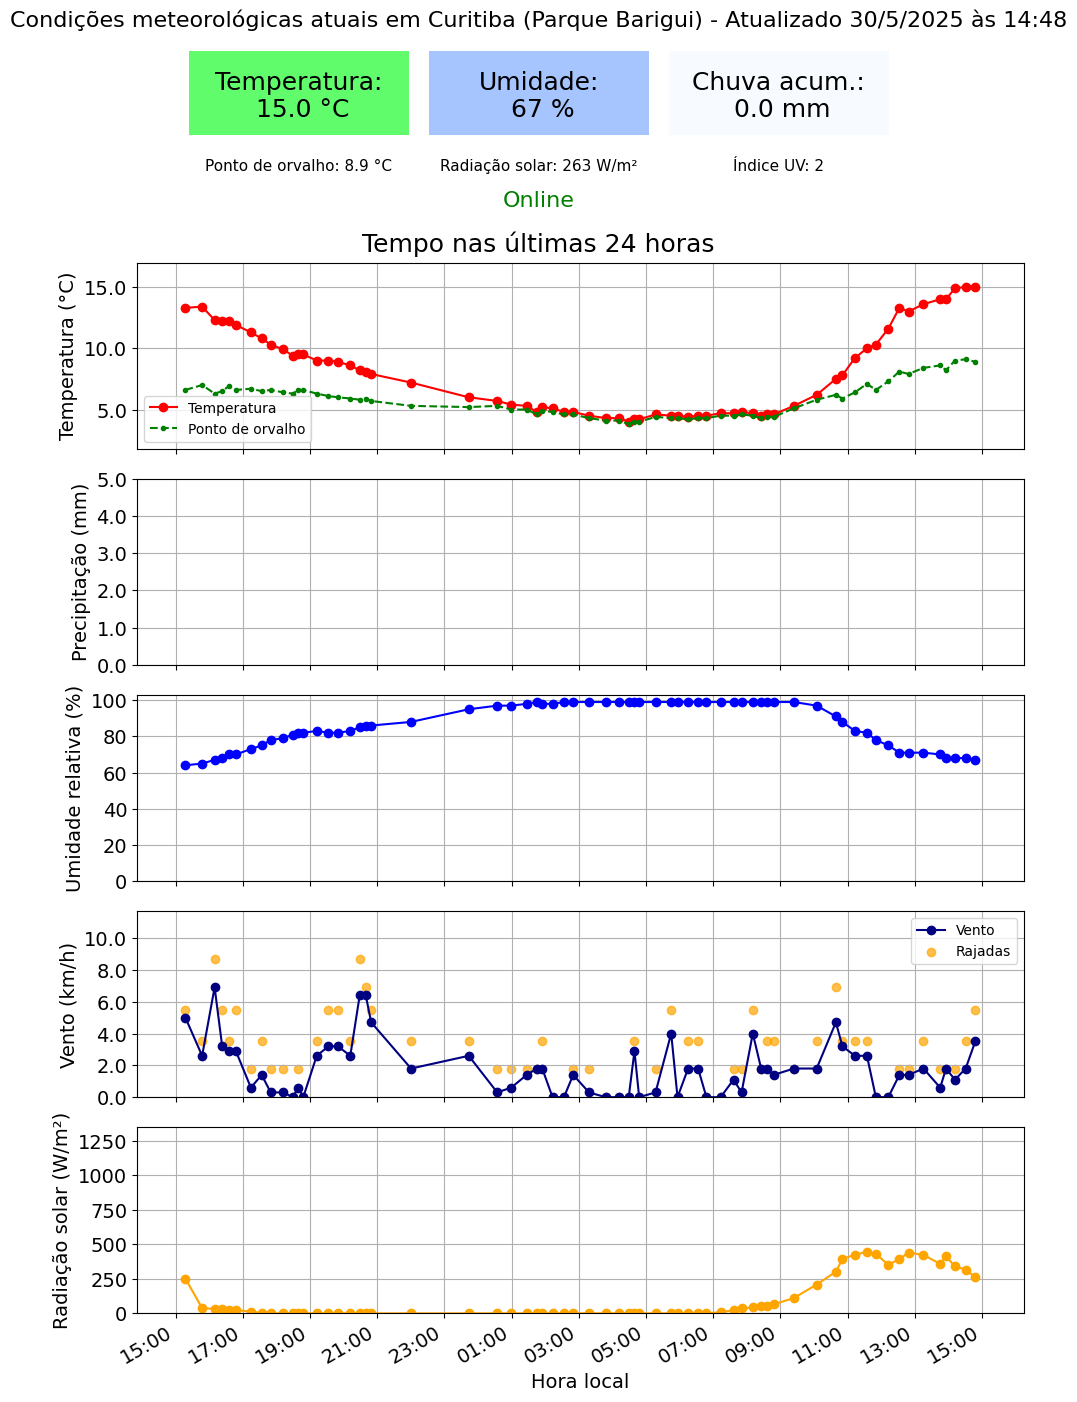 Condições meteorológicas atuais em Curitiba (Parque Barigui) - Atualizado 30/5/2025 às 14:48
Temperatura:
15.0 °C
Umidade:
67 %
Chuva acum.:
0.0 mm
Ponto de orvalho: 8.9 °C
Radiação solar: 263 W/m²
Índice UV: 2
Online
Tempo nas últimas 24 horas
Temperatura (°C)
15.0
10.0
5.0
Temperatura
Ponto de orvalho
Precipitação (mm)
5.0
4.0
3.0
2.0
1.0
0.0
Umidade relativa (%)
100
80
60
40
20
0
Vento (km/h)
10.0
8.0
6.0
4.0
2.0
0.0
Vento
Rajadas
Radiação solar (W/m²)
1250
1000
750
500
250
0
15:00
17:00
19:00
21:00
23:00
01:00
03:00
05:00
07:00
09:00
11:00
13:00
15:00
Hora local